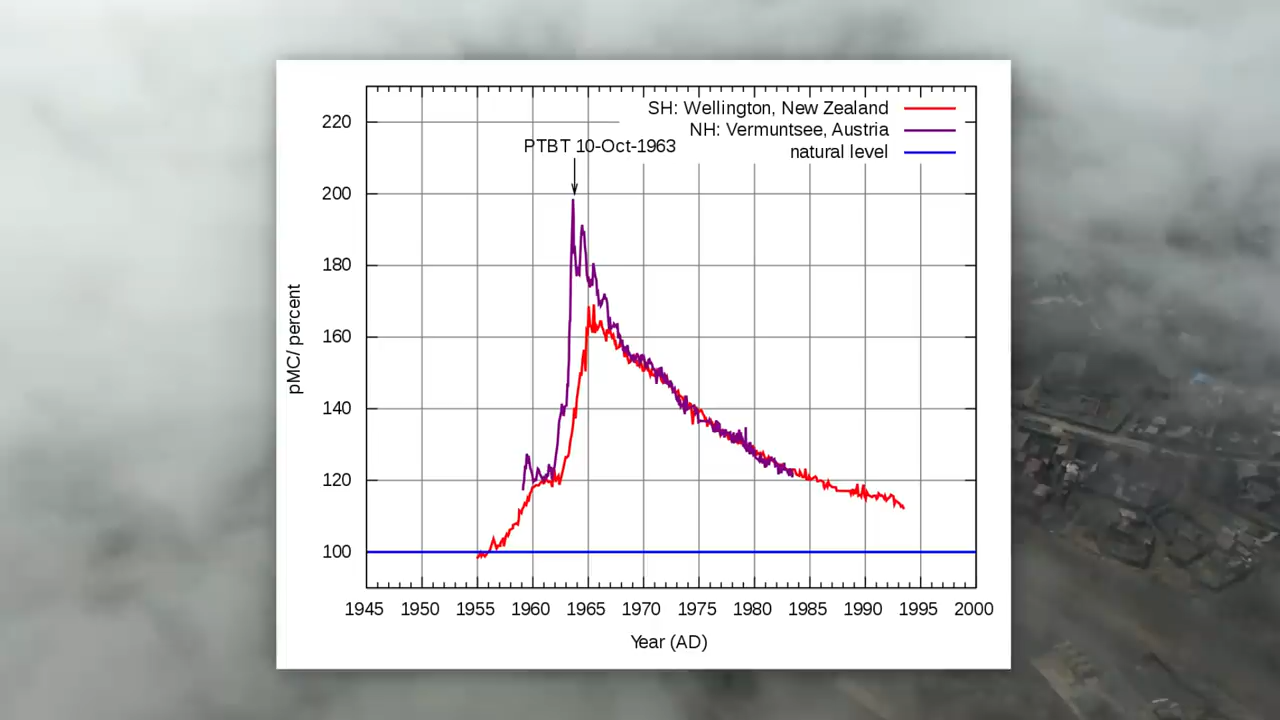 SH: Wellington, New Zealand
NH: Vermuntsee, Austria
natural level
PTBT 10-Oct-1963
220
200
180
160
140
120
100
pMC/ percent
1945 1950 1955 1960 1965 1970 1975 1980 1985 1990 1995 2000
Year (AD)